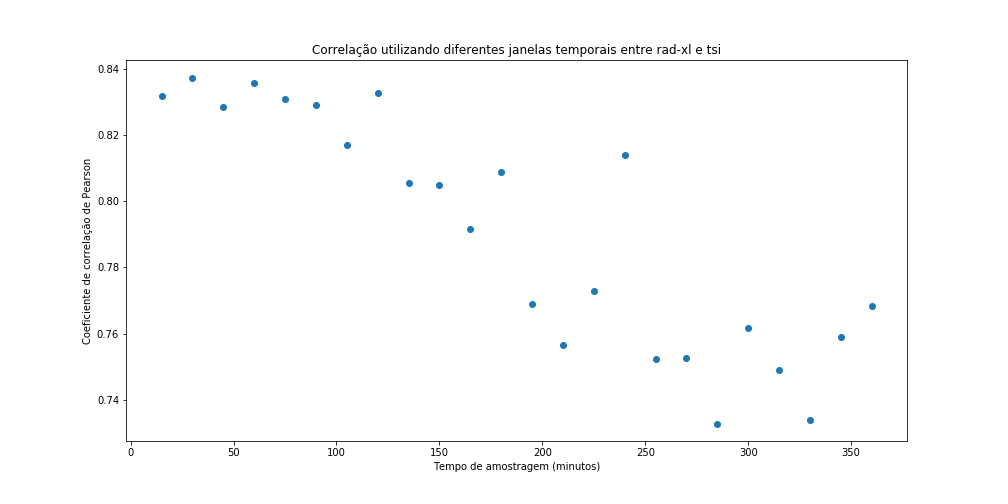 Correlação utilizando diferentes janelas temporais entre rad-xl e tsi
Coeficiente de correlação de Pearson
0.84
0.82
0.80
0.78
0.76
0.74
0 50 100 150 200 250 300 350
Tempo de amostragem (minutos)